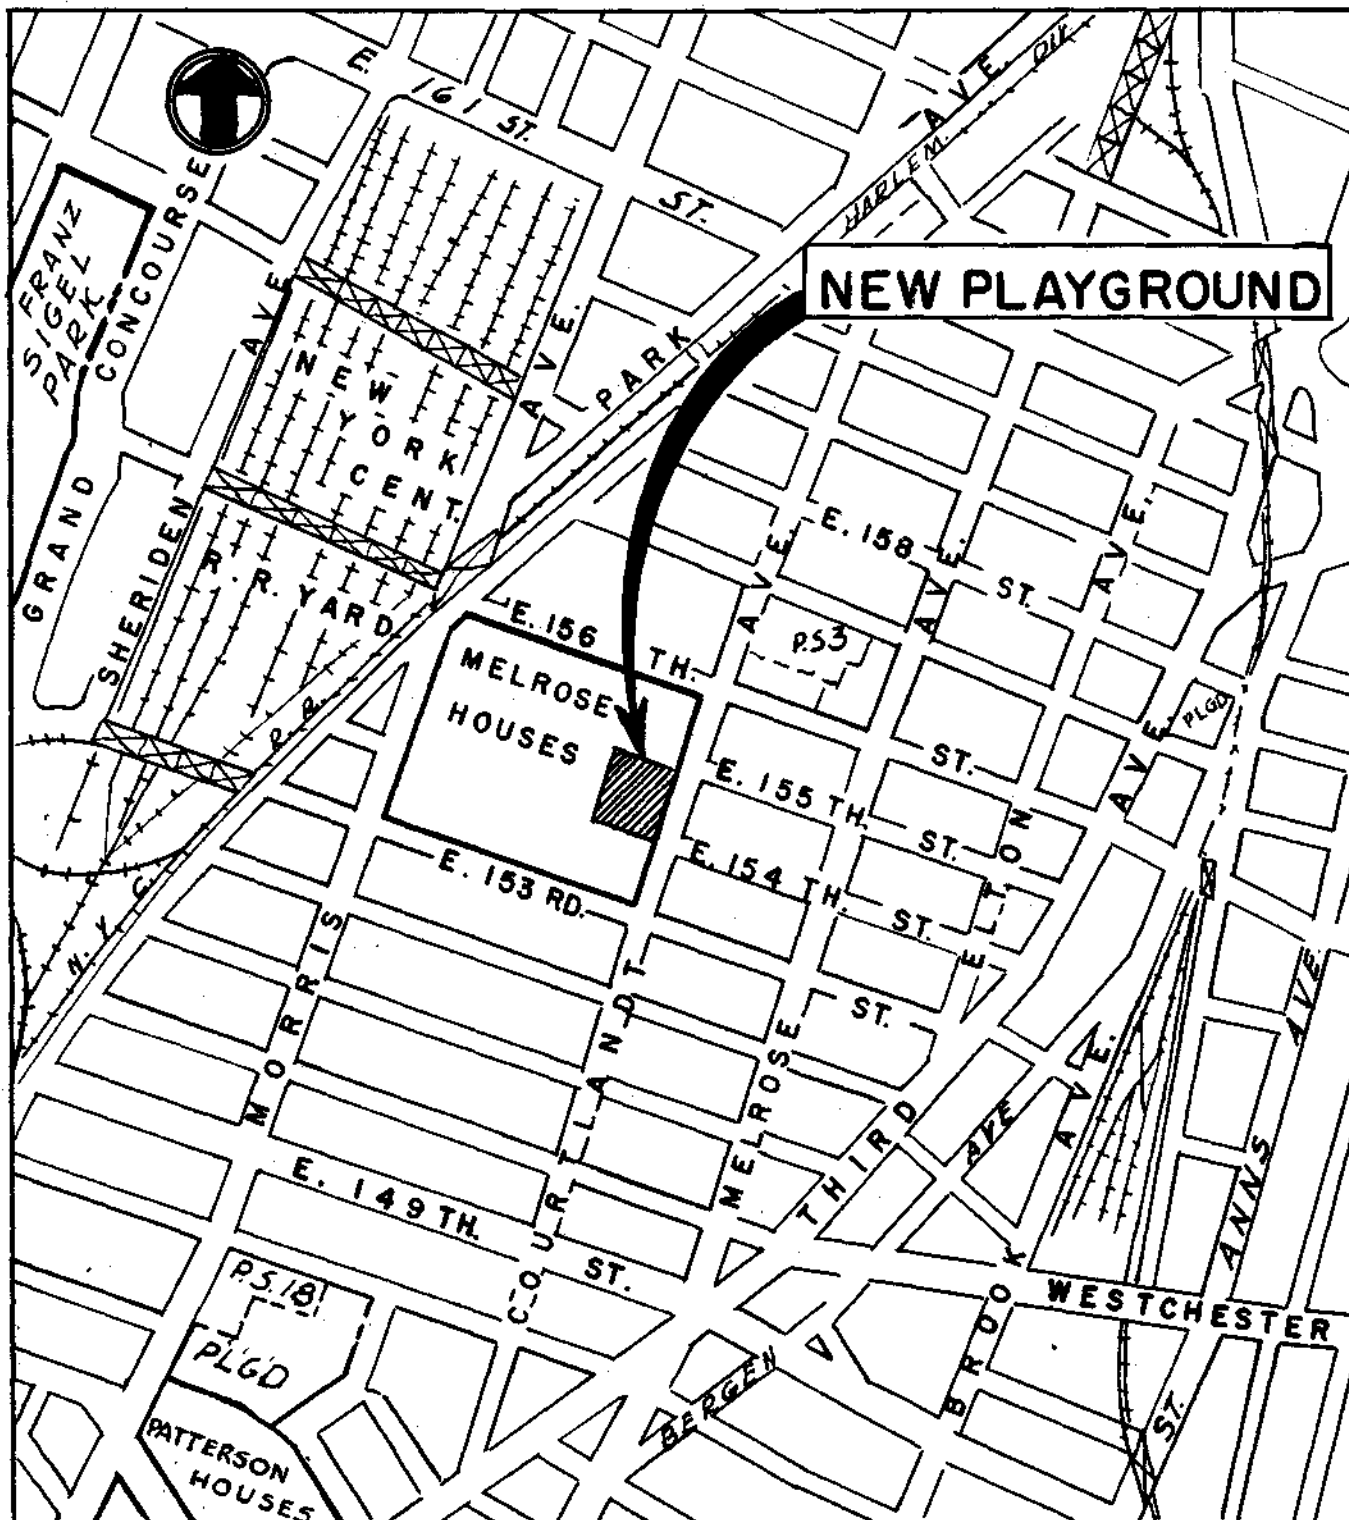 E. 161 ST.
ST.
AVE.
HARLEM DIV.
FRANZ
SIGEL
PARK
GRAND CONCOURSE
SHERIDEN AVE
NEW
YORK
CENT.
R.R. YARD
AVE.
PARK AVE.
NEW PLAYGROUND
E. 158 ST.
P.S 3
E. 156 TH. ST.
MELROSE
HOUSES
PLGD
E. 155 TH. ST.
E. 154 TH. ST.
E. 153 RD. ST.
N. Y. C. R. R.
MORRIS
COURTLANDT AVE.
MELROSE AVE.
ELTON AVE.
THIRD AVE.
BROOK AVE.
ST. ANNS AVE
WESTCHESTER AVE
BERGEN
E. 149 TH. ST.
P.S. 18
PLGD
PATTERSON
HOUSES